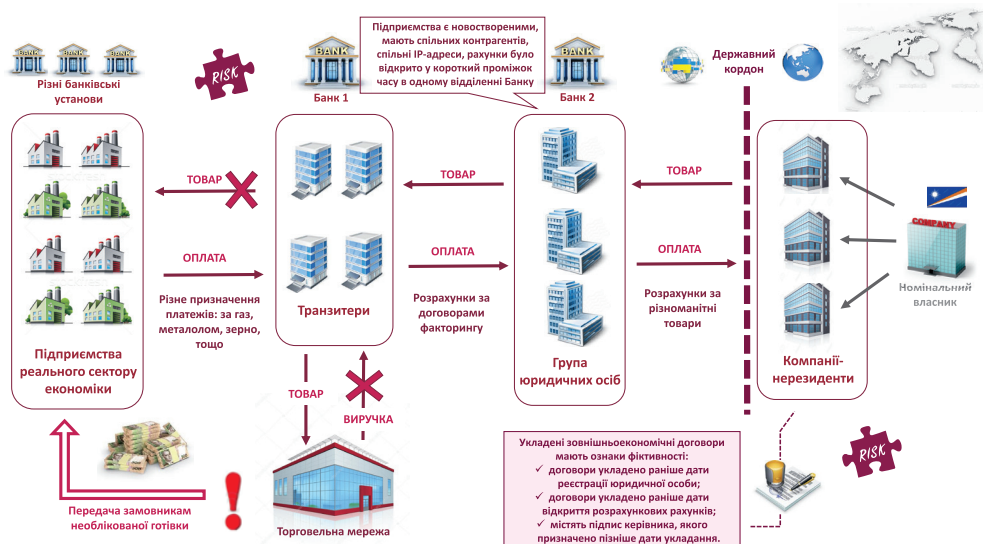 Підприємства є новоствореними,
мають спільних контрагентів,
спільні IP-адреси, рахунки було
відкрито у короткий проміжок
часу в одному відділенні Банку
BANK
BANK
BANK
Різні банківські
установи
RISK
BANK
Банк 1
BANK
Банк 2
Державний
кордон
ТОВАР
ТОВАР
ТОВАР
COMPANY
Номінальний
власник
ОПЛАТА
ОПЛАТА
ОПЛАТА
Різне призначення
платежів: за газ,
металолом, зерно,
тощо
Транзитери
Розрахунки за
договорами
факторингу
Розрахунки за
різноманітні
товари
Підприємства
реального сектору
економіки
Група
юридичних осіб
Компанії-
нерезиденти
ТОВАР
ВИРУЧКА
Передача замовникам
необлікованої готівки
Торговельна мережа
Укладені зовнішньоекономічні договори
мають ознаки фіктивності:
✓ договори укладено раніше дати
реєстрації юридичної особи;
✓ договори укладено раніше дати
відкриття розрахункових рахунків;
✓ містять підпис керівника, якого
призначено пізніше дати укладання.
RISK